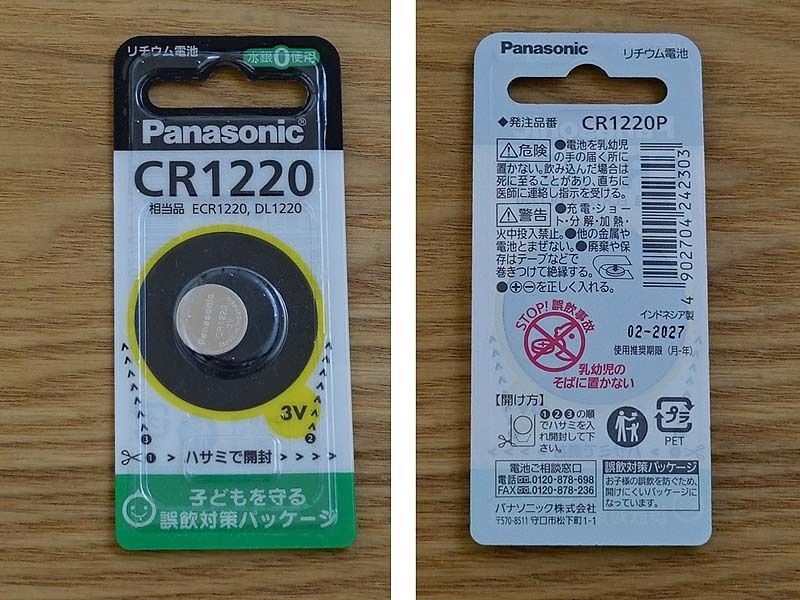 リチウム電池
水銀0使用
Panasonic®
CR1220
相当品 ECR1220, DL1220
Panasonic
CR1220
3V
3V
❸
❷
❶ > ハサミで開封 > > > >
子どもを守る
誤飲対策パッケージ
Panasonic
リチウム電池
◆発注品番 CR1220P
⚠危険 ●電池を乳幼児
の手の届く所に
置かない。飲み込んだ場合は
死に至ることがあり、直ちに
医師に連絡し指示を受ける。
⚠警告 ●充電・ショー
ト・分解・加熱・
火中投入禁止。●他の金属や
電池とまぜない。●廃棄や保
存はテープなどで
巻きつけて絶縁する。
●⊕⊖を正しく入れる。
4 902704 242303
インドネシア製
02-2027
使用推奨期限(月-年)
STOP! 誤飲事故
乳幼児の
そばに置かない
【開け方】
❶❷❸の順
でハサミを入
れ開封して下
さい。
プラ
PET
電池ご相談窓口
電話 0120-878-698
FAX 0120-878-236
パナソニック株式会社
〒570-8511 守口市松下町1-1
誤飲対策パッケージ
お子様の誤飲を防ぐため、
開けにくいパッケージに
なっています。